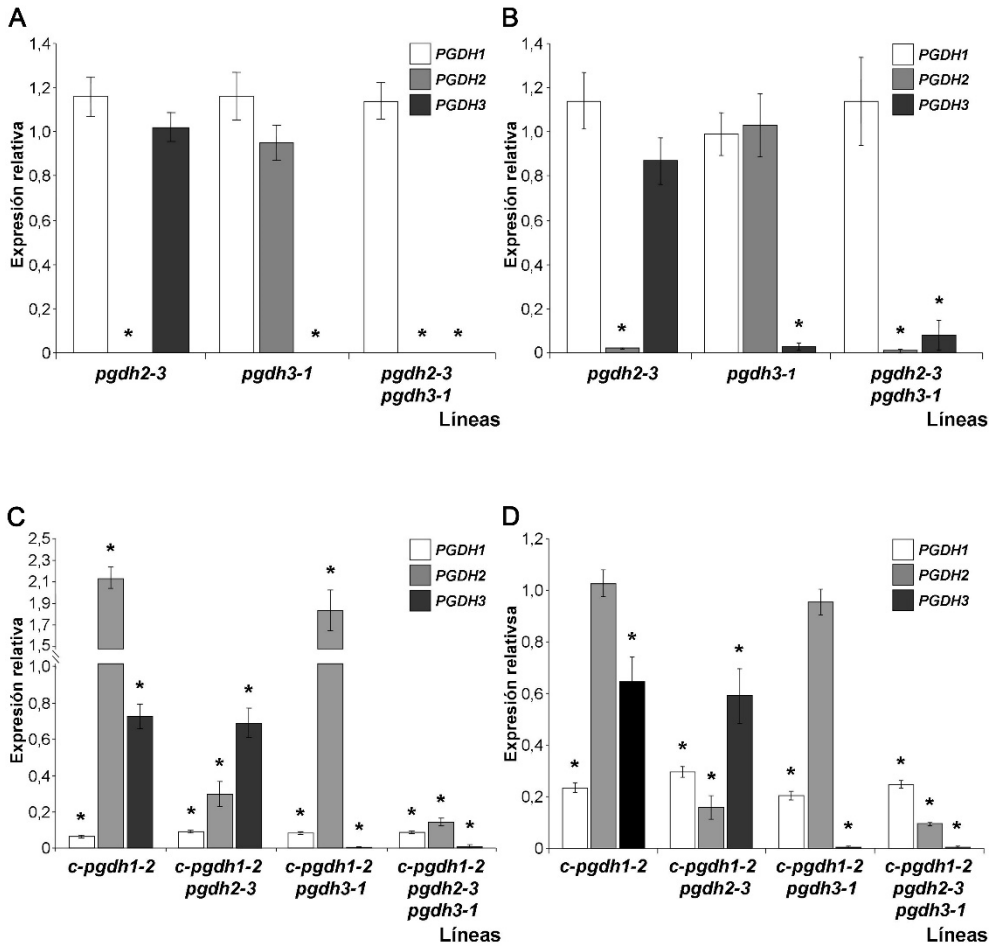 A
Expresión relativa
1,4
1,2
1,0
0,8
0,6
0,4
0,2
0
PGDH1
PGDH2
PGDH3
*
*
*
*
pgdh2-3
pgdh3-1
pgdh2-3
pgdh3-1
Líneas
B
Expresión relativa
1,4
1,2
1,0
0,8
0,6
0,4
0,2
0
PGDH1
PGDH2
PGDH3
*
*
*
*
pgdh2-3
pgdh3-1
pgdh2-3
pgdh3-1
Líneas
C
Expresión relativa
2,5
2,3
2,1
1,9
1,7
1,5
1,0
0,8
0,6
0,4
0,2
0
PGDH1
PGDH2
PGDH3
*
*
*
*
*
*
*
*
*
*
*
*
c-pgdh1-2
c-pgdh1-2
pgdh2-3
c-pgdh1-2
pgdh3-1
c-pgdh1-2
pgdh2-3
pgdh3-1
Líneas
D
Expresión relativsa
1,2
1,0
0,8
0,6
0,4
0,2
0
PGDH1
PGDH2
PGDH3
*
*
*
*
*
*
*
*
*
*
c-pgdh1-2
c-pgdh1-2
pgdh2-3
c-pgdh1-2
pgdh3-1
c-pgdh1-2
pgdh2-3
pgdh3-1
Líneas